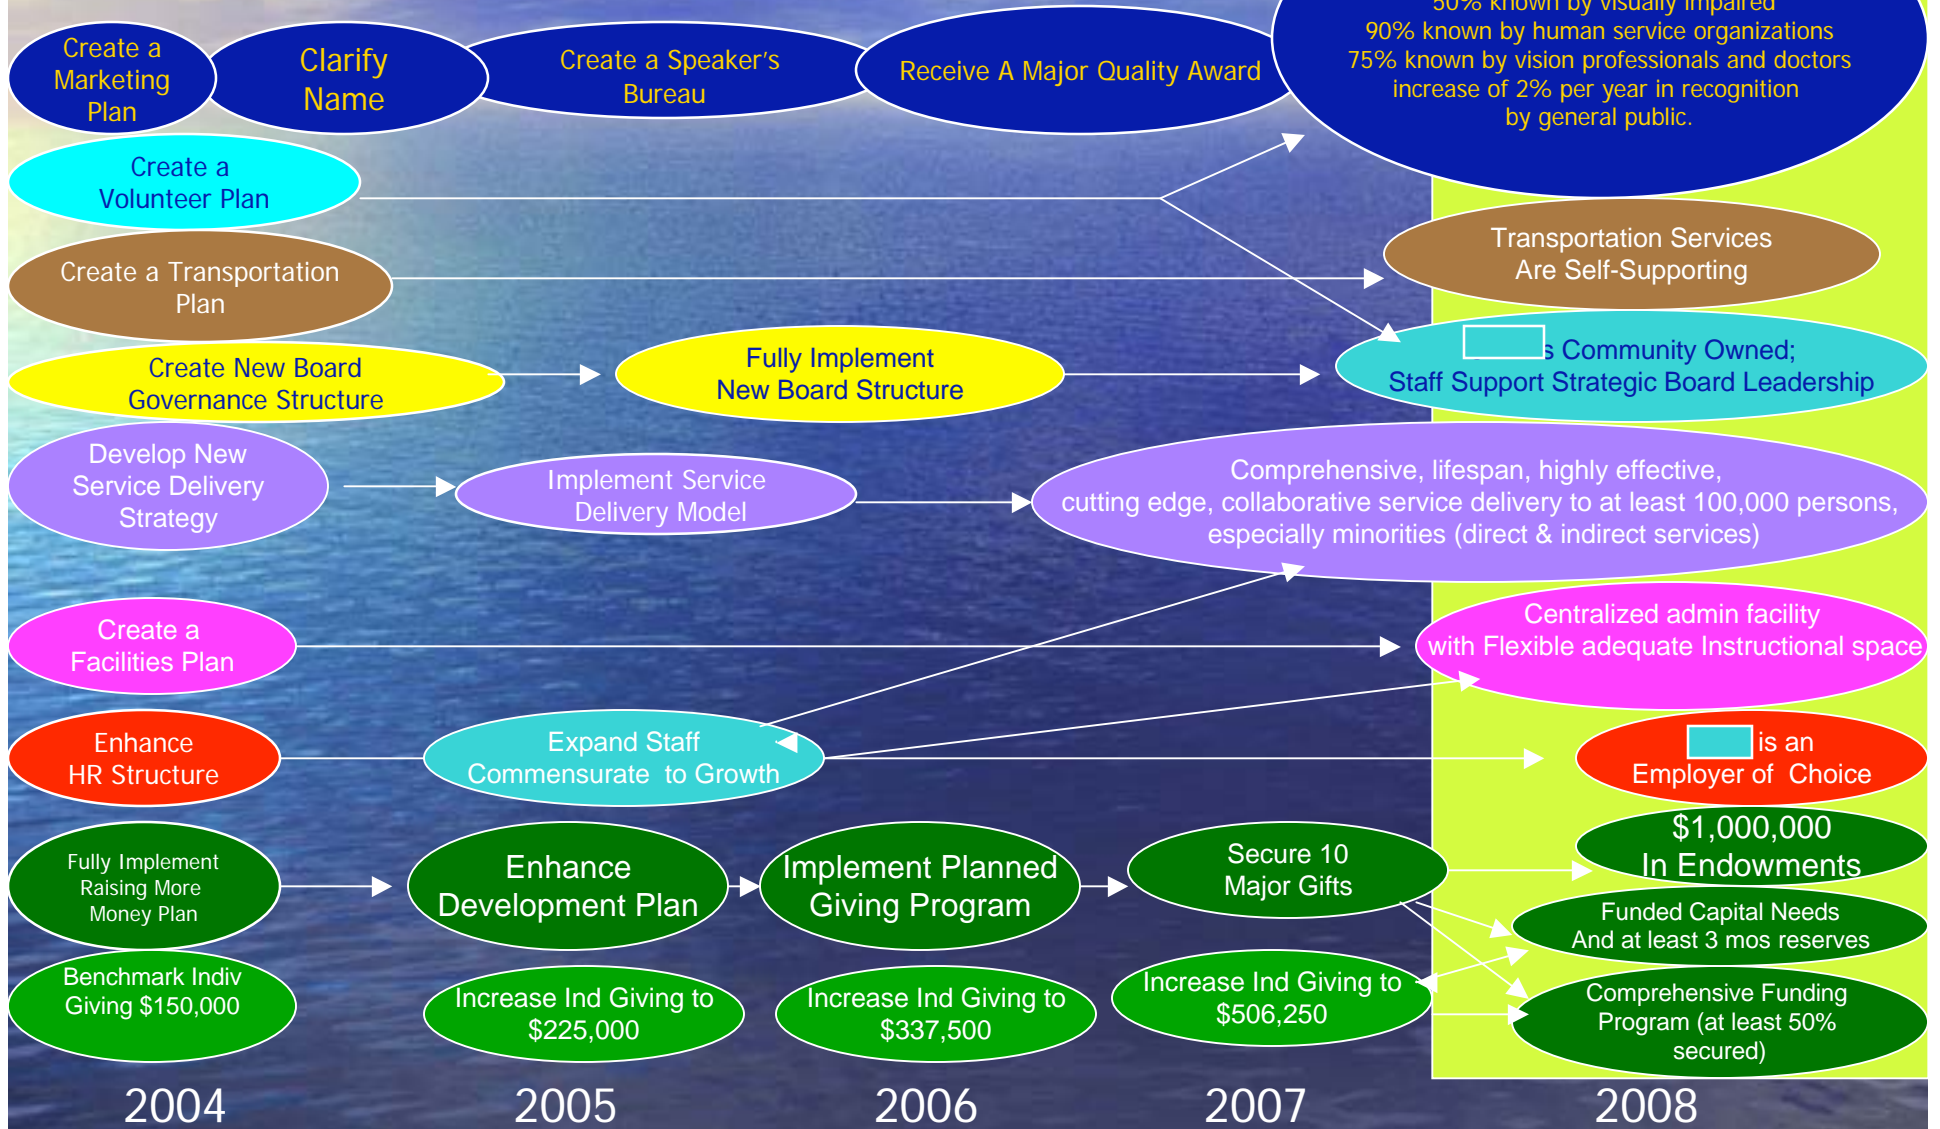 50% known by visually impaired
90% known by human service organizations
75% known by vision professionals and doctors
increase of 2% per year in recognition
by general public.
Create a
Marketing
Plan
Clarify
Name
Create a Speaker's
Bureau
Receive A Major Quality Award
Create a
Volunteer Plan
Create a Transportation
Plan
Transportation Services
Are Self-Supporting
Create New Board
Governance Structure
Fully Implement
New Board Structure
s Community Owned;
Staff Support Strategic Board Leadership
Develop New
Service Delivery
Strategy
Implement Service
Delivery Model
Comprehensive, lifespan, highly effective,
cutting edge, collaborative service delivery to at least 100,000 persons,
especially minorities (direct & indirect services)
Create a
Facilities Plan
Centralized admin facility
with Flexible adequate Instructional space
Enhance
HR Structure
Expand Staff
Commensurate to Growth
is an
Employer of Choice
Fully Implement
Raising More
Money Plan
Enhance
Development Plan
Implement Planned
Giving Program
Secure 10
Major Gifts
$1,000,000
In Endowments
Funded Capital Needs
And at least 3 mos reserves
Benchmark Indiv
Giving $150,000
Increase Ind Giving to
$225,000
Increase Ind Giving to
$337,500
Increase Ind Giving to
$506,250
Comprehensive Funding
Program (at least 50%
secured)
2004
2005
2006
2007
2008